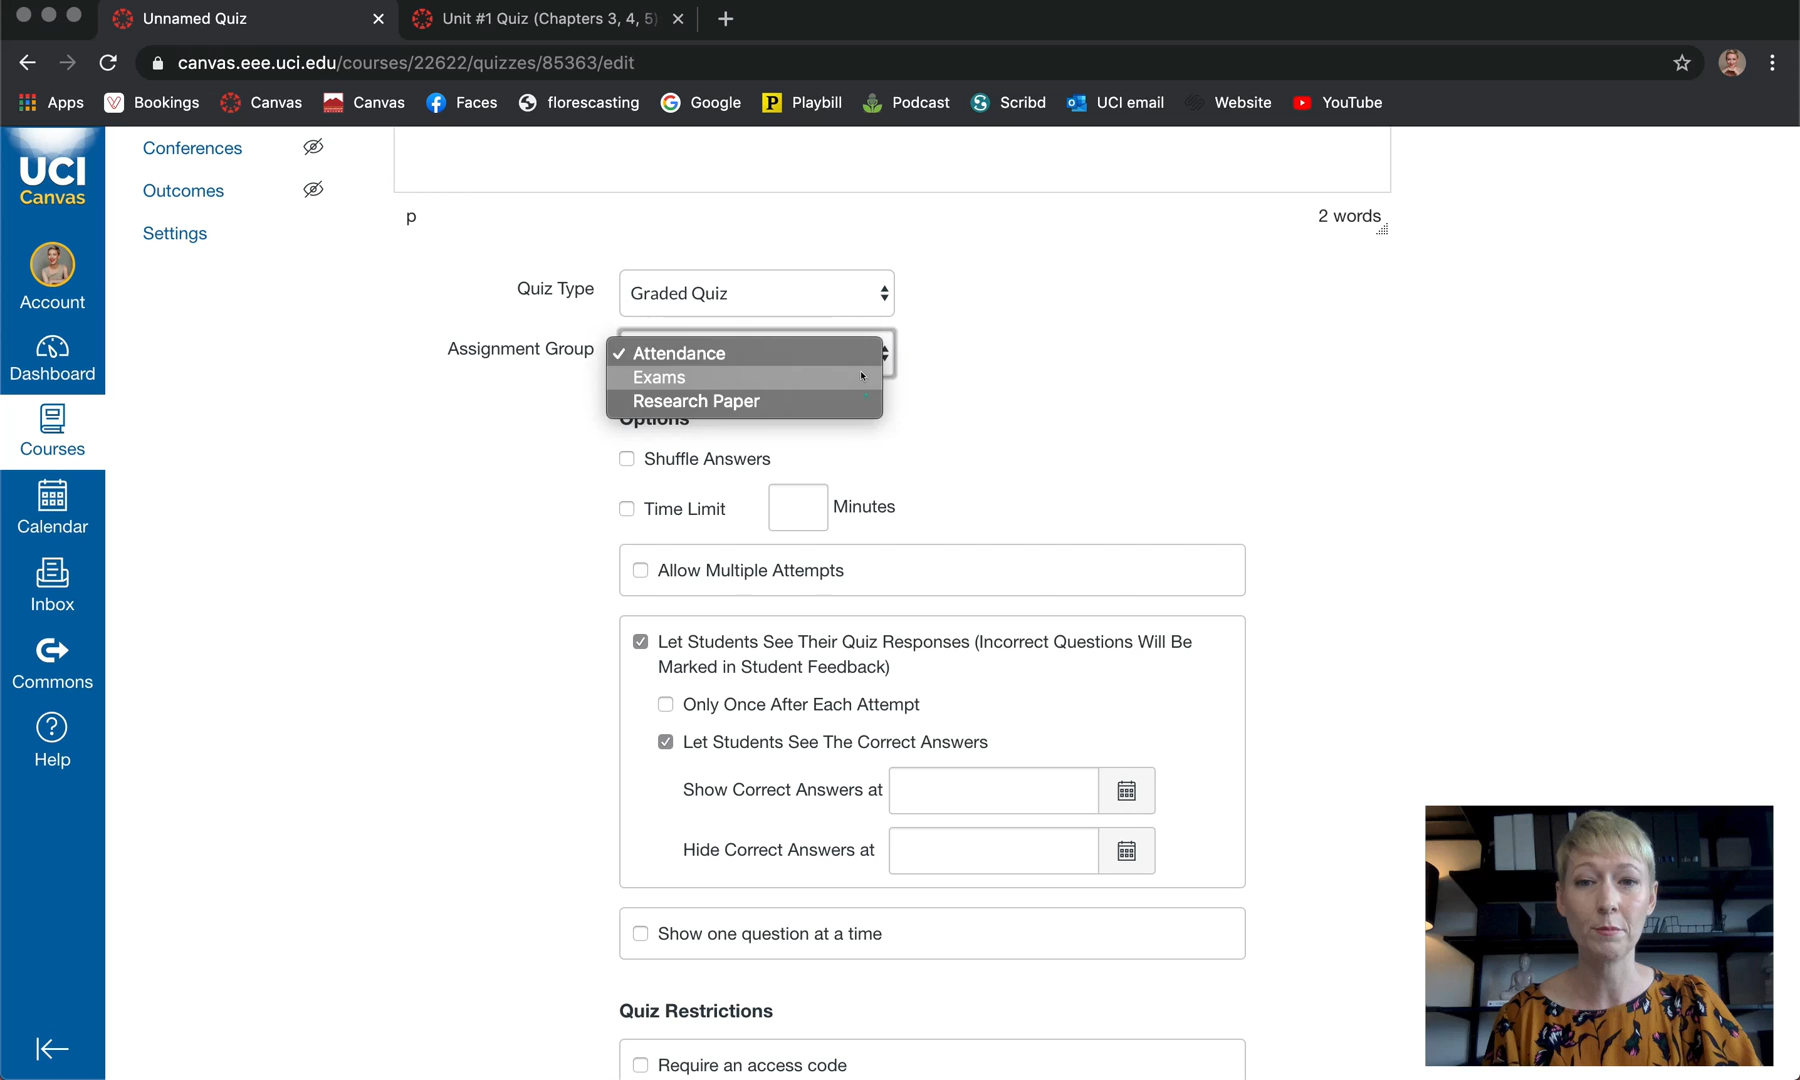 Unnamed Quiz
Unit #1 Quiz (Chapters 3, 4, 5)
canvas.eee.uci.edu/courses/22622/quizzes/85363/edit
Apps
Bookings
Canvas
Canvas
Faces
florescasting
Google
Playbill
Podcast
Scribd
UCI email
Website
YouTube
UCI
Canvas
Account
Dashboard
Courses
Calendar
Inbox
Commons
Help
Conferences
Outcomes
Settings
p
2 words
Quiz Type
Graded Quiz
Assignment Group
Attendance
Exams
Research Paper
Options
Shuffle Answers
Time Limit
Minutes
Allow Multiple Attempts
Let Students See Their Quiz Responses (Incorrect Questions Will Be
Marked in Student Feedback)
Only Once After Each Attempt
Let Students See The Correct Answers
Show Correct Answers at
Hide Correct Answers at
Show one question at a time
Quiz Restrictions
Require an access code